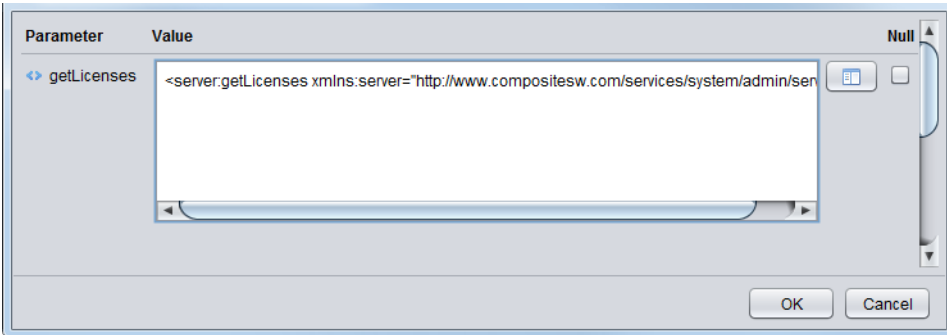 Parameter Value Null
getLicenses <server:getLicenses xmlns:server="http://www.compositesw.com/services/system/admin/ser
OK Cancel